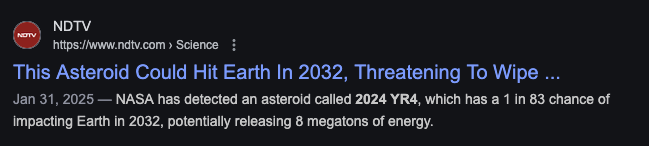 NDTV
NDTV
https://www.ndtv.com › Science
This Asteroid Could Hit Earth In 2032, Threatening To Wipe ...
Jan 31, 2025 — NASA has detected an asteroid called 2024 YR4, which has a 1 in 83 chance of
impacting Earth in 2032, potentially releasing 8 megatons of energy.